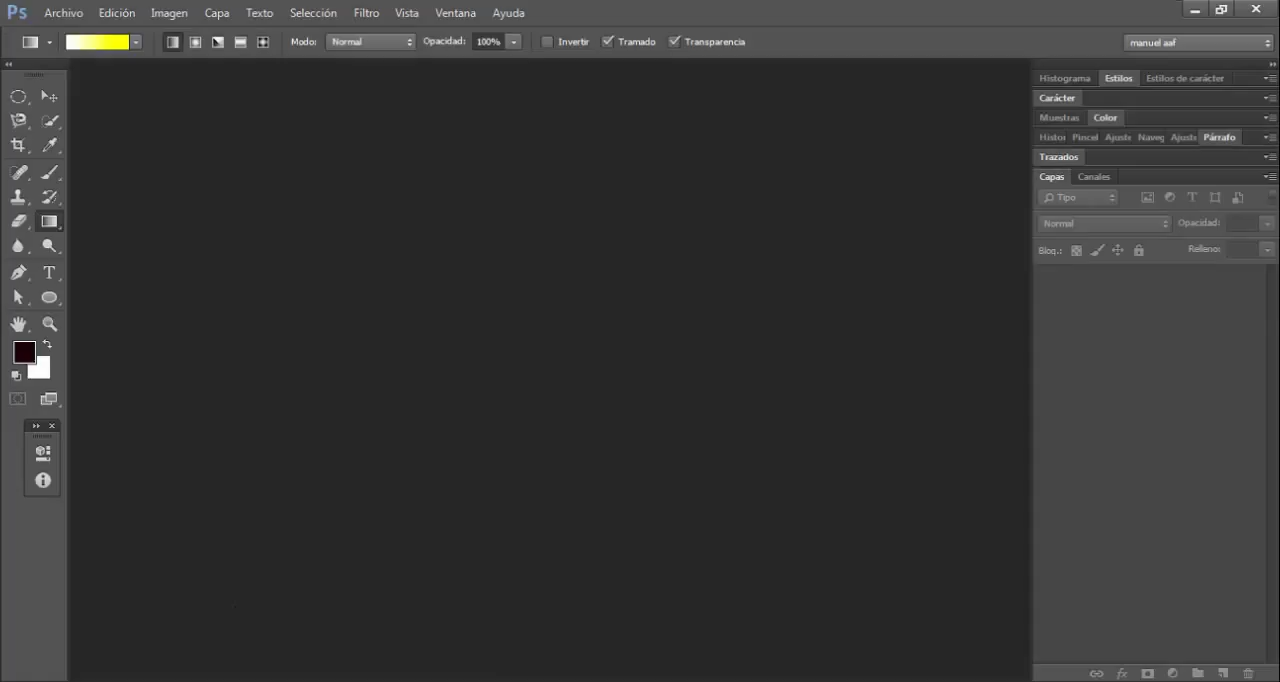 Ps Archivo Edición Imagen Capa Texto Selección Filtro Vista Ventana Ayuda
Modo: Normal Opacidad: 100% Invertir Tramado Transparencia manuel aaf
Histograma Estilos Estilos de carácter
Carácter
Muestras Color
Histor Pincel Ajuste Naveg Ajuste Párrafo
Trazados
Capas Canales
Tipo
Normal Opacidad:
Bloq.: Relleno:
T